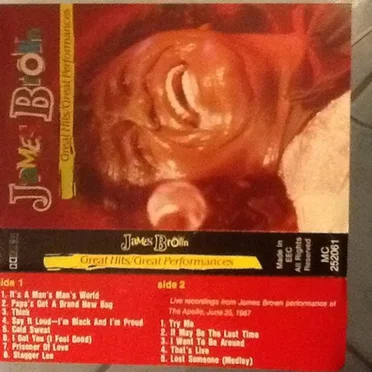 James Brown
Great Hits/Great Performances
James Brown
Great Hits/Great Performances
Made In
EEC
All Rights
Reserved
MC
252061
ide 1
1. It's A Man's Man's World
2. Papa's Got A Brand New Bag
3. Think
4. Say It Loud—I'm Black And I'm Proud
5. Cold Sweat
6. I Got You (I Feel Good)
7. Prisoner Of Love
8. Stagger Lee
side 2
Live recordings from James Brown performance at
The Apollo, June 25, 1967
1. Try Me
2. It May Be The Last Time
3. I Want To Be Around
4. That's Live
5. Lost Someone (Medley)